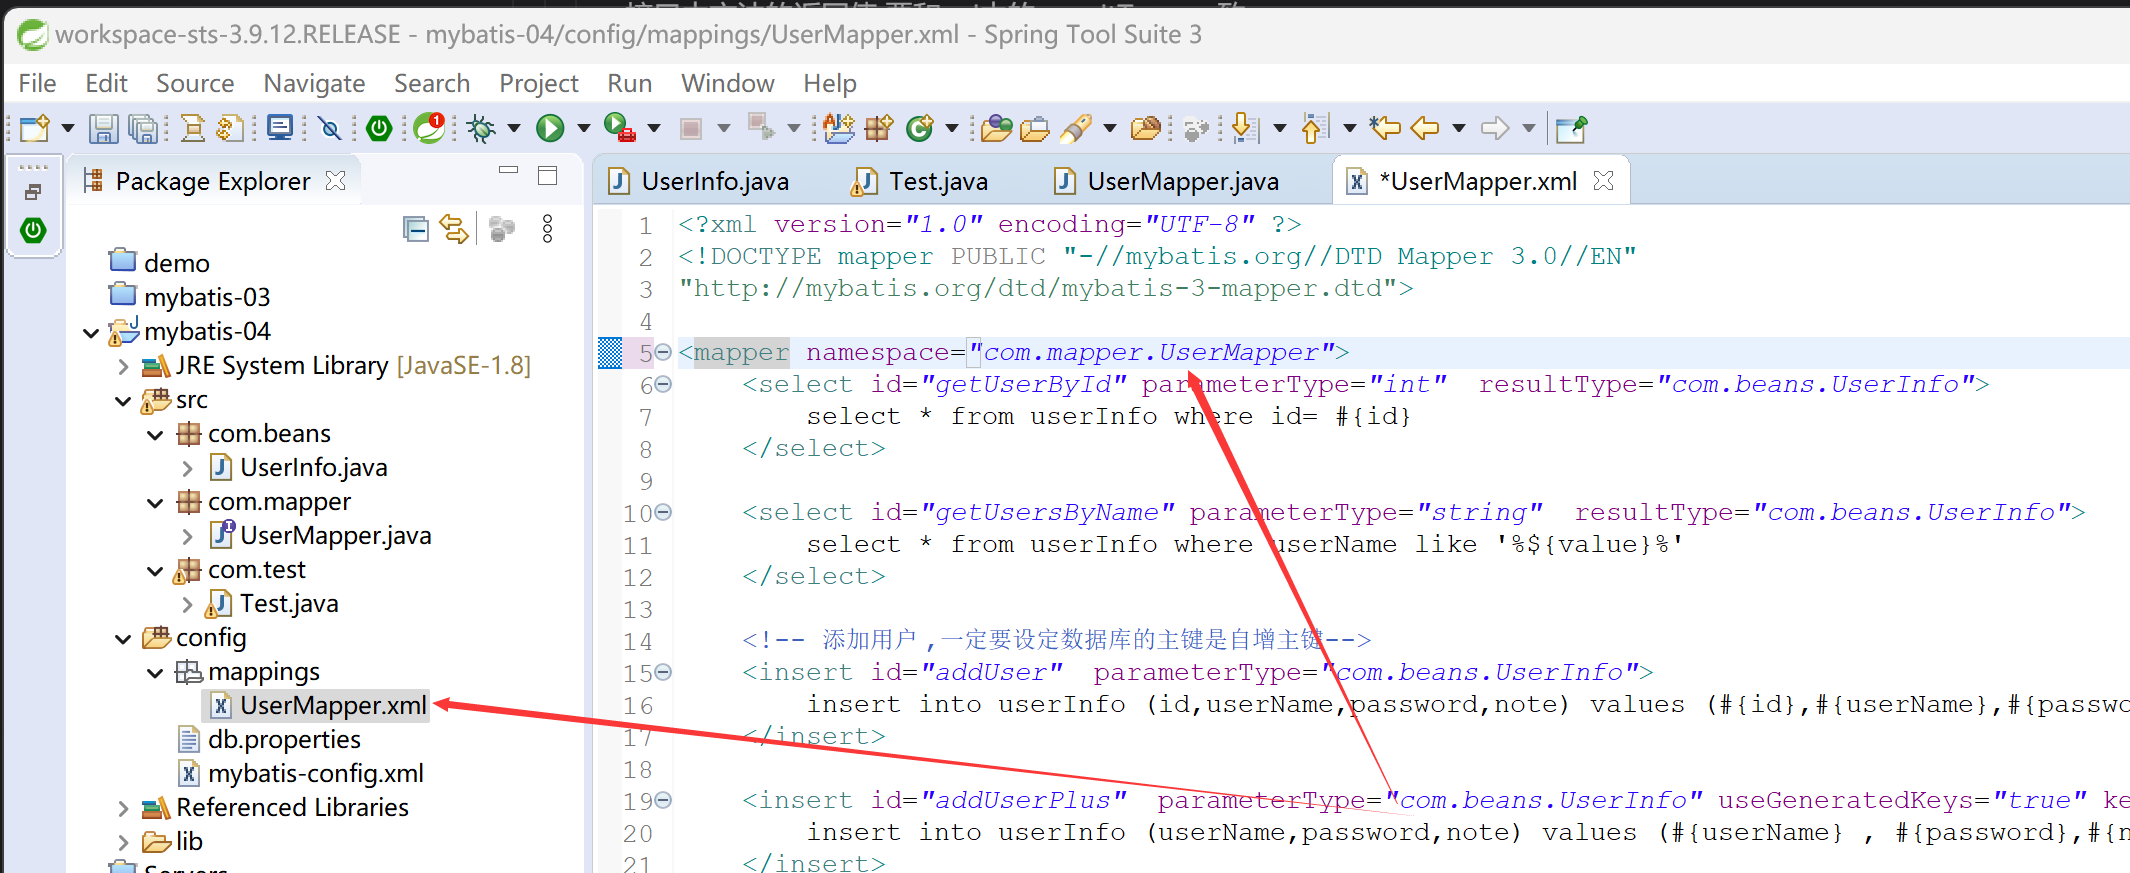 workspace-sts-3.9.12.RELEASE - mybatis-04/config/mappings/UserMapper.xml - Spring Tool Suite 3
File Edit Source Navigate Search Project Run Window Help
1
Package Explorer
UserInfo.java
Test.java
UserMapper.java
*UserMapper.xml
demo
mybatis-03
mybatis-04
JRE System Library [JavaSE-1.8]
src
com.beans
UserInfo.java
com.mapper
UserMapper.java
com.test
Test.java
config
mappings
UserMapper.xml
db.properties
mybatis-config.xml
Referenced Libraries
lib
Servers
1 <?xml version="1.0" encoding="UTF-8" ?>
2 <!DOCTYPE mapper PUBLIC "-//mybatis.org//DTD Mapper 3.0//EN"
3 "http://mybatis.org/dtd/mybatis-3-mapper.dtd">
4
5 <mapper namespace="com.mapper.UserMapper">
6 <select id="getUserById" parameterType="int"  resultType="com.beans.UserInfo">
7 select * from userInfo where id= #{id}
8 </select>
9
10 <select id="getUsersByName" parameterType="string"  resultType="com.beans.UserInfo">
11 select * from userInfo where userName like '%${value}%'
12 </select>
13
14 <!-- 添加用户,一定要设定数据库的主键是自增主键-->
15 <insert id="addUser"  parameterType="com.beans.UserInfo">
16 insert into userInfo (id,userName,password,note) values (#{id},#{userName},#{passwo
17 </insert>
18
19 <insert id="addUserPlus"  parameterType="com.beans.UserInfo" useGeneratedKeys="true" ke
20 insert into userInfo (userName,password,note) values (#{userName} , #{password},#{n
21 </insert>